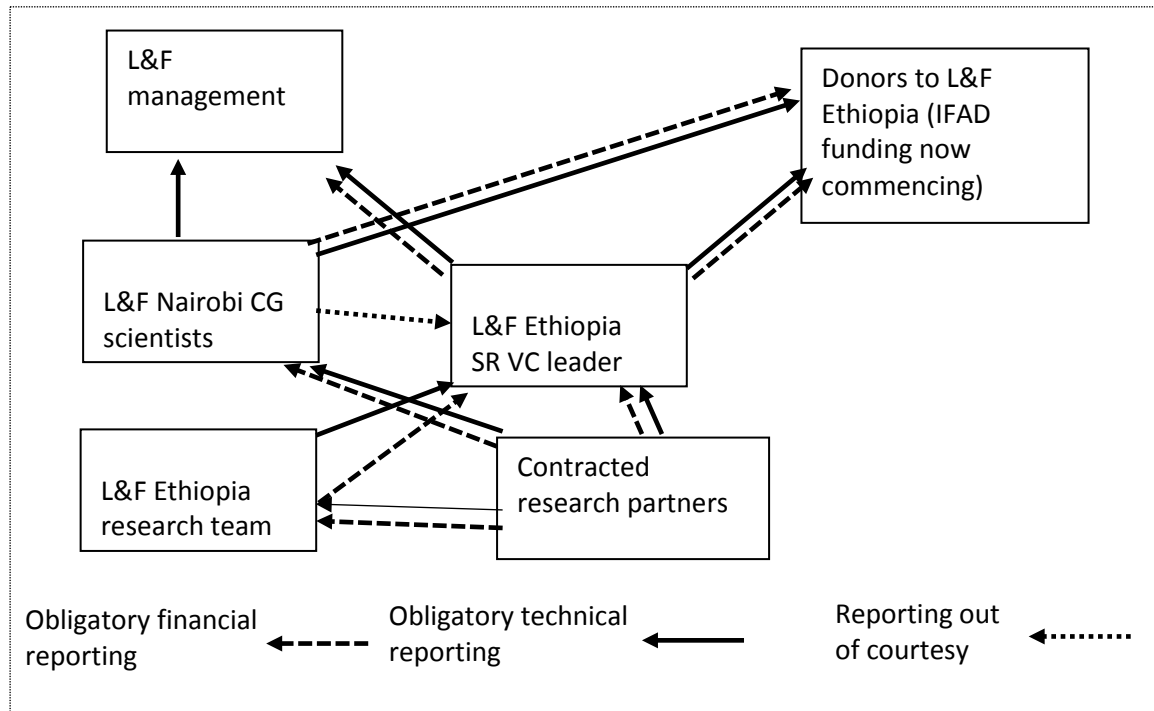 L&F
management
Donors to L&F
Ethiopia (IFAD
funding now
commencing)
L&F Nairobi CG
scientists
L&F Ethiopia
SR VC leader
L&F Ethiopia
research team
Contracted
research partners
Obligatory financial
reporting
Obligatory technical
reporting
Reporting out
of courtesy